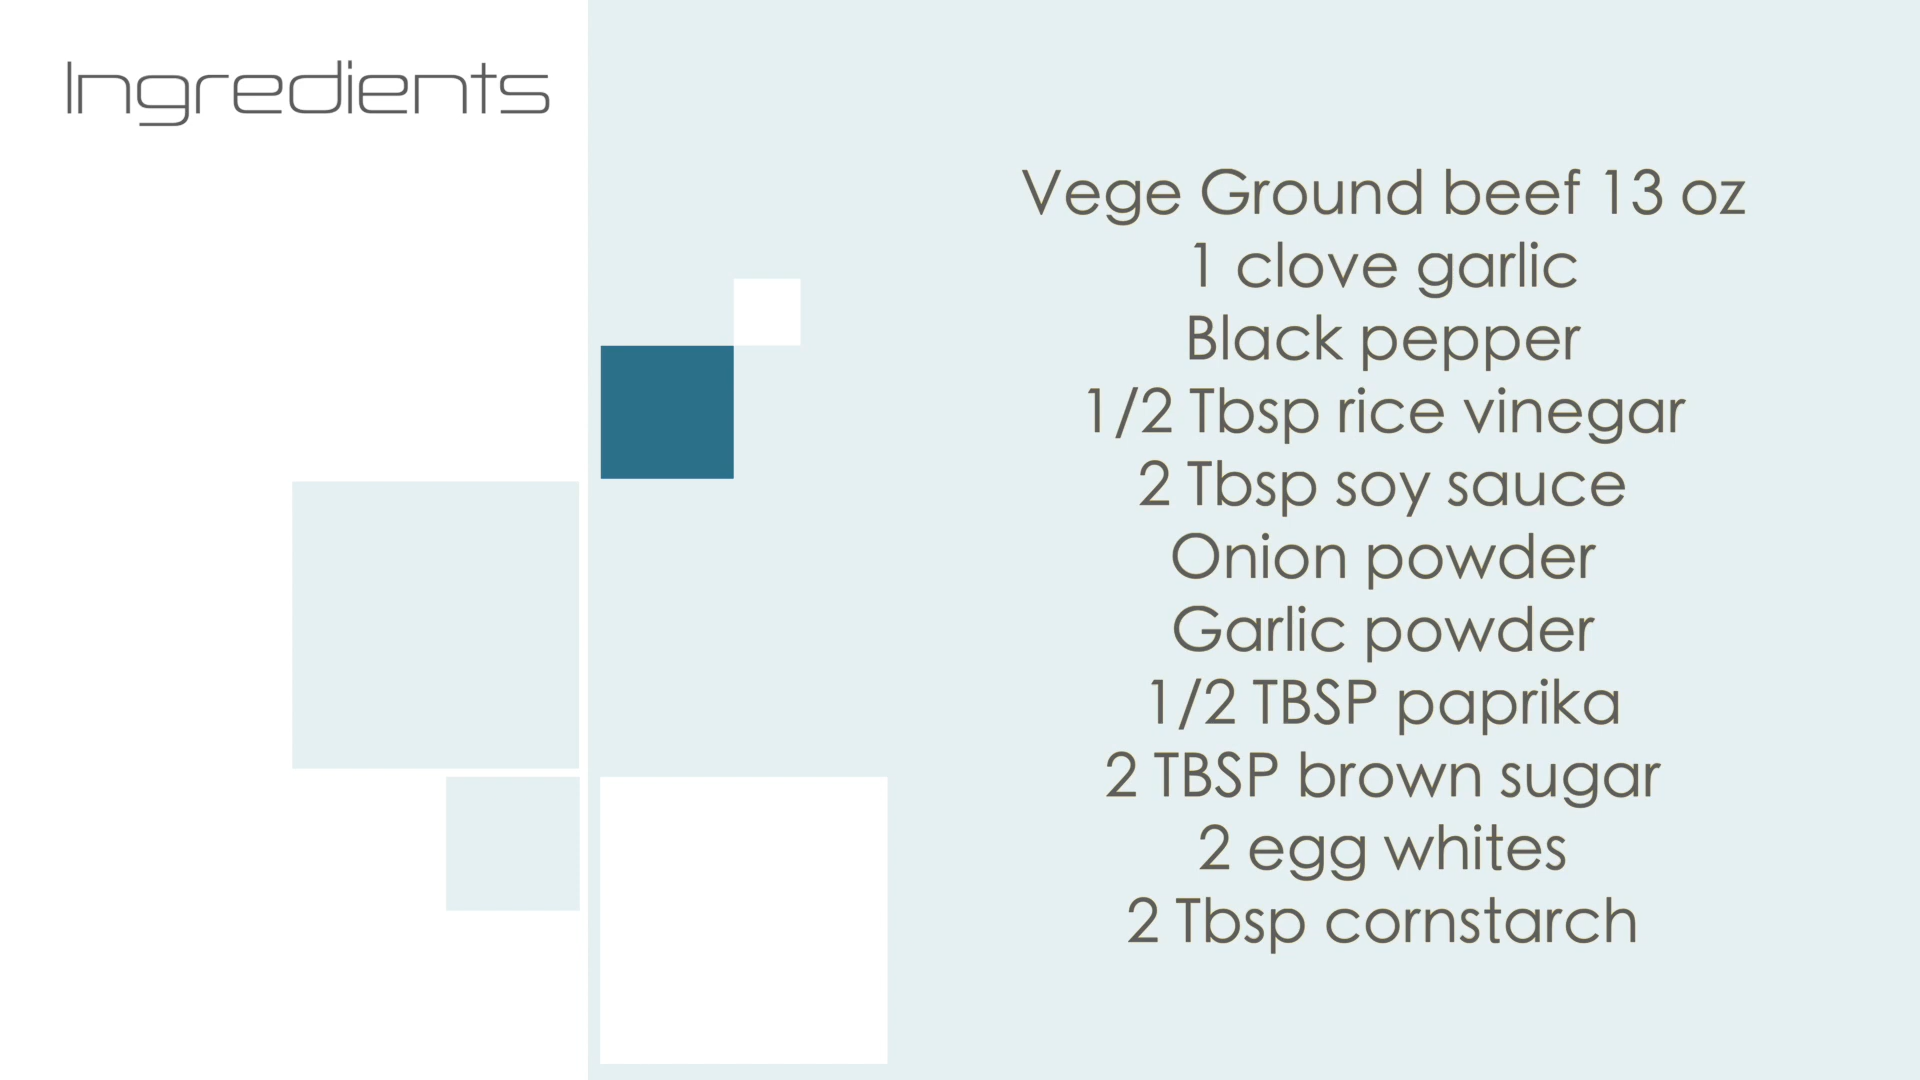 Ingredients
Vege Ground beef 13 oz
1 clove garlic
Black pepper
1/2 Tbsp rice vinegar
2 Tbsp soy sauce
Onion powder
Garlic powder
1/2 TBSP paprika
2 TBSP brown sugar
2 egg whites
2 Tbsp cornstarch